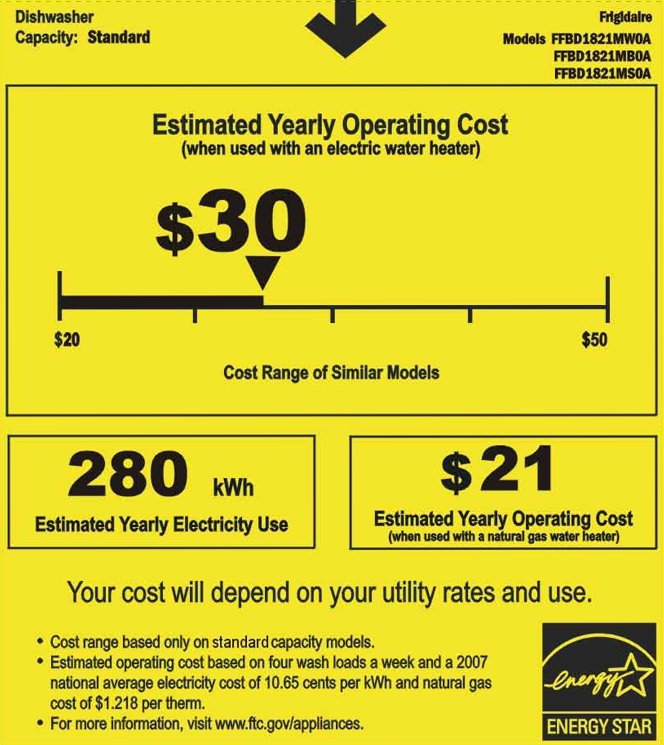 Dishwasher
Capacity: Standard
Frigidaire
Models FFBD1821MW0A
FFBD1821MB0A
FFBD1821MS0A
Estimated Yearly Operating Cost
(when used with an electric water heater)
$30
$20
$50
Cost Range of Similar Models
280 kWh
Estimated Yearly Electricity Use
$21
Estimated Yearly Operating Cost
(when used with a natural gas water heater)
Your cost will depend on your utility rates and use.
• Cost range based only on standard capacity models.
• Estimated operating cost based on four wash loads a week and a 2007
national average electricity cost of 10.65 cents per kWh and natural gas
cost of $1.218 per therm.
• For more information, visit www.ftc.gov/appliances.
energy
ENERGY STAR